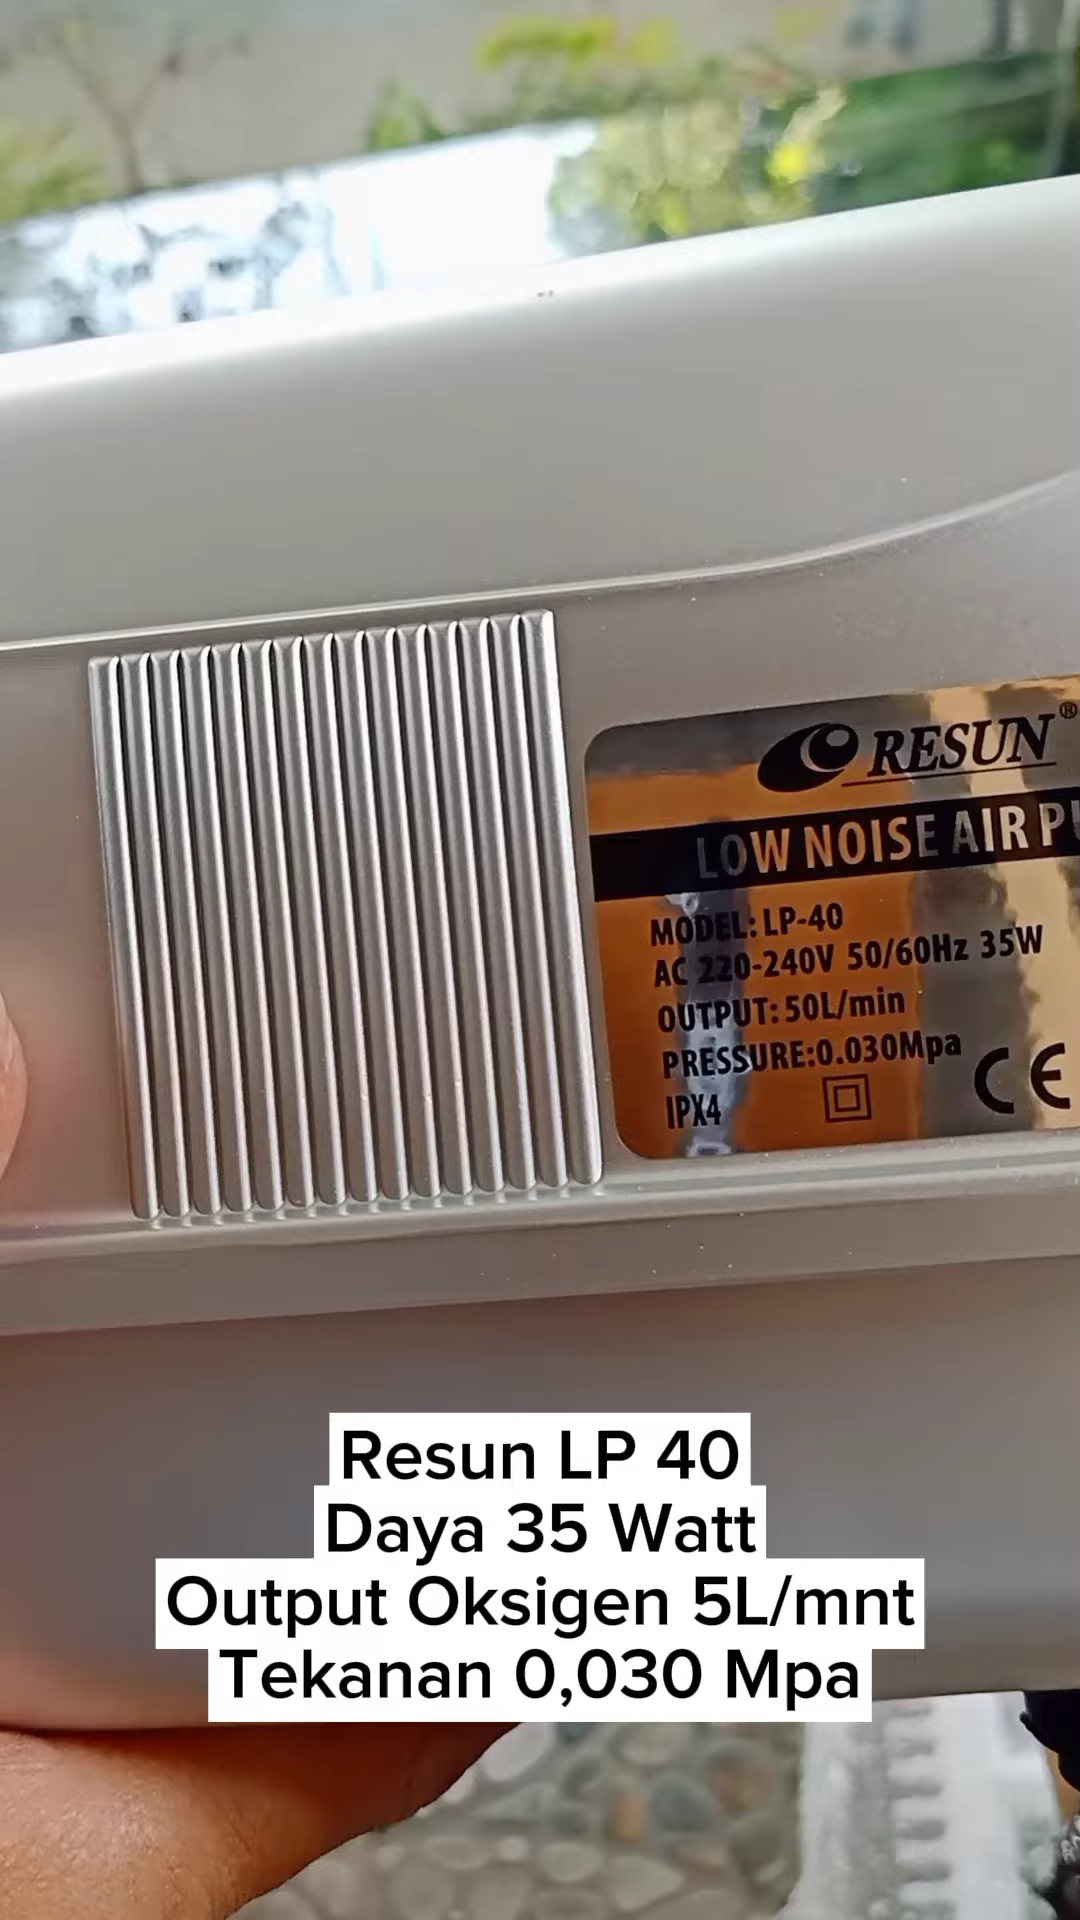 RESUN®
LOW NOISE AIR
MODEL: LP-40
AC 220-240V 50/60Hz 35W
OUTPUT: 50L/min
PRESSURE:0.030Mpa
IPX4
CE
Resun LP 40
Daya 35 Watt
Output Oksigen 5L/mnt
Tekanan 0,030 Mpa